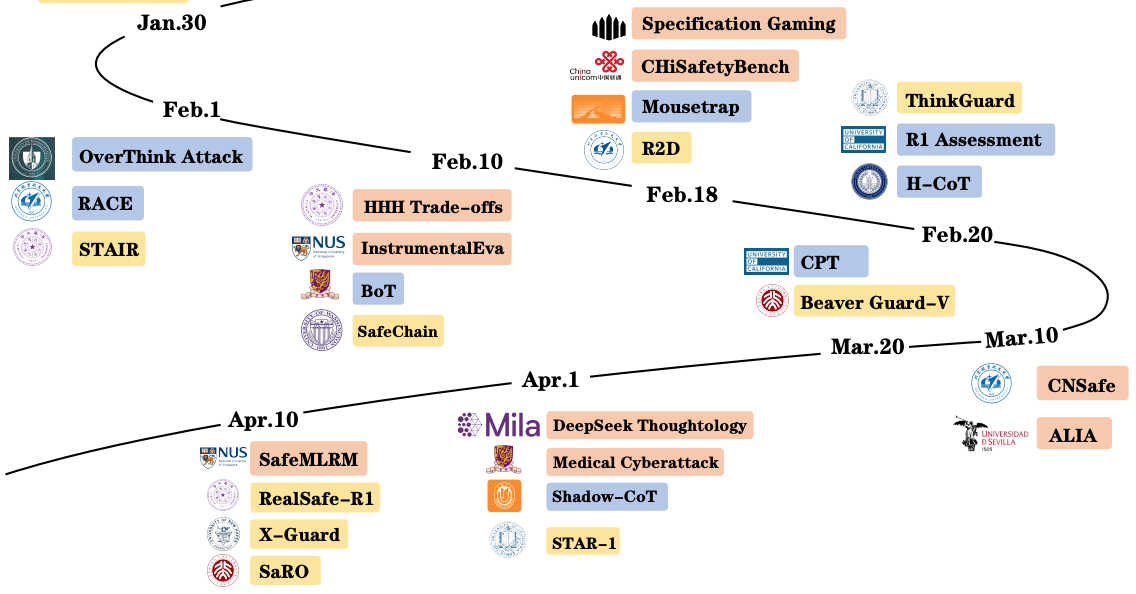 Jan.30
Feb.1
OverThink Attack
RACE
STAIR
Feb.10
HHH Trade-offs
NUS
National University
of Singapore
InstrumentalEva
BoT
SafeChain
Feb.18
Specification Gaming
China
unicom中国联通
CHiSafetyBench
Mousetrap
R2D
Feb.20
ThinkGuard
UNIVERSITY
OF
CALIFORNIA
R1 Assessment
H-CoT
Mar.10
CNSafe
UNIVERSIDAD
D SEVILLA
1505
ALIA
Mar.20
UNIVERSITY
OF
CALIFORNIA
CPT
Beaver Guard-V
Apr.1
Mila
DeepSeek Thoughtology
Medical Cyberattack
Shadow-CoT
STAR-1
Apr.10
NUS
National University
of Singapore
SafeMLRM
RealSafe-R1
X-Guard
SaRO